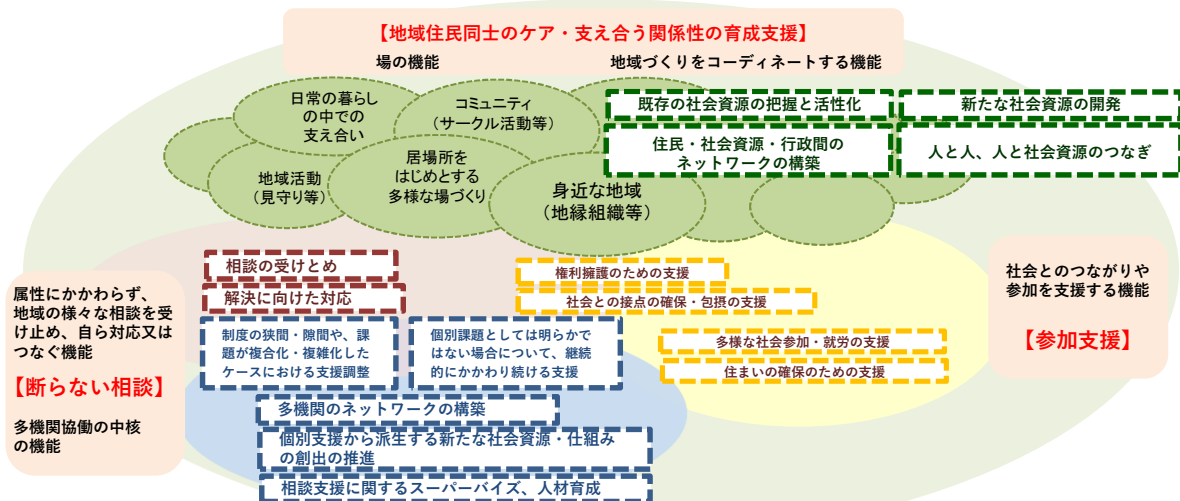 【地域住民同士のケア・支え合う関係性の育成支援】
場の機能
地域づくりをコーディネートする機能
日常の暮らし
の中での
支え合い
コミュニティ
（サークル活動等）
既存の社会資源の把握と活性化
新たな社会資源の開発
住民・社会資源・行政間の
ネットワークの構築
人と人、人と社会資源のつなぎ
地域活動
（見守り等）
居場所を
はじめとする
多様な場づくり
身近な地域
（地縁組織等）
属性にかかわらず、
地域の様々な相談を受
け止め、自ら対応又は
つなぐ機能
【断らない相談】
多機関協働の中核
の機能
相談の受けとめ
解決に向けた対応
制度の狭間・隙間や、課
題が複合化・複雑化した
ケースにおける支援調整
個別課題としては明らかで
はない場合について、継続
的にかかわり続ける支援
多機関のネットワークの構築
個別支援から派生する新たな社会資源・仕組み
の創出の推進
相談支援に関するスーパーバイズ、人材育成
権利擁護のための支援
社会との接点の確保・包摂の支援
多様な社会参加・就労の支援
住まいの確保のための支援
社会とのつながりや
参加を支援する機能
【参加支援】